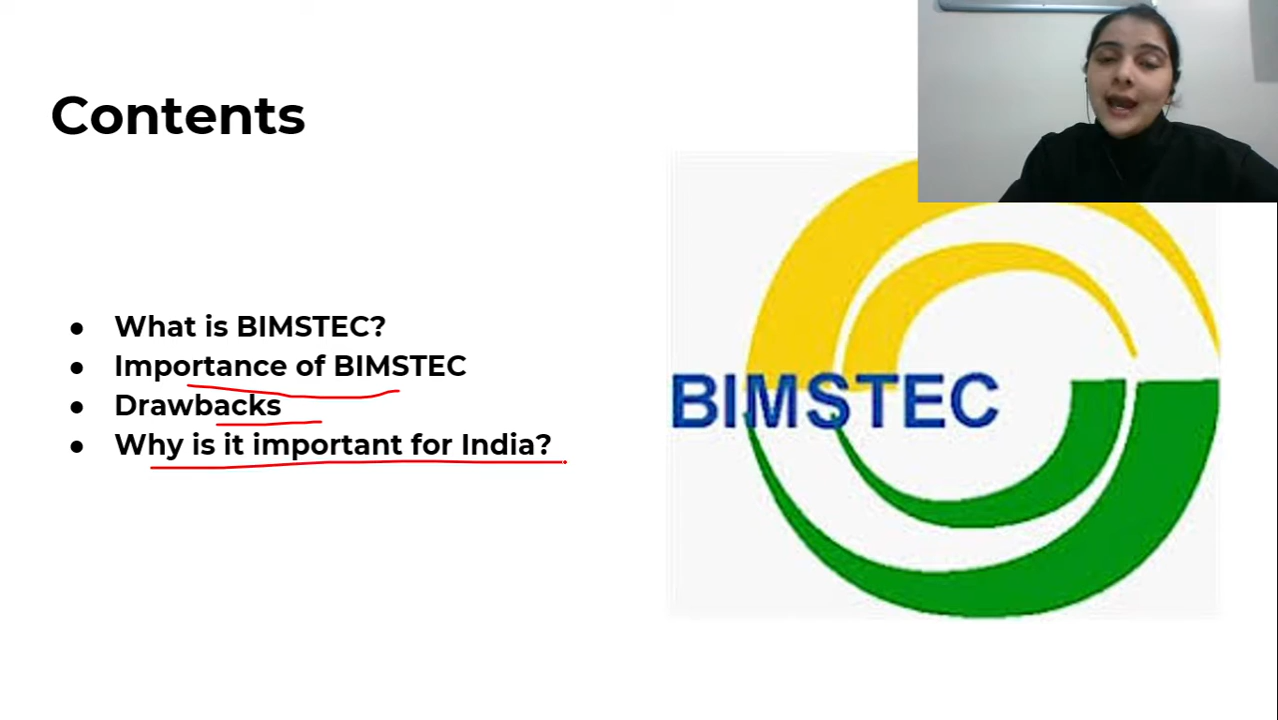 Contents
● What is BIMSTEC?
● Importance of BIMSTEC
● Drawbacks
● Why is it important for India?
BIMSTEC